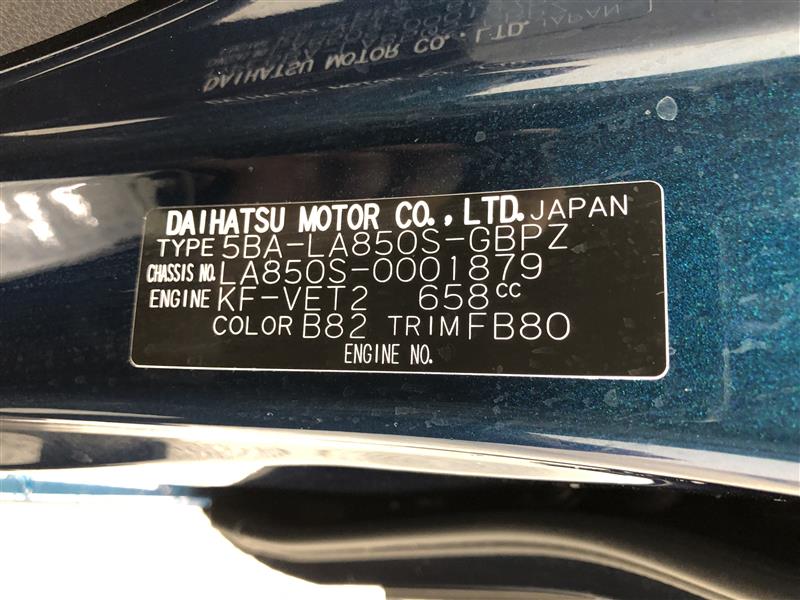 DAIHATSU MOTOR CO., LTD. JAPAN
TYPE 5BA-LA850S-GBPZ
CHASSIS NO. LA850S-0001879
ENGINE KF-VET2 658cc
COLOR B82 TRIM FB80
ENGINE NO.